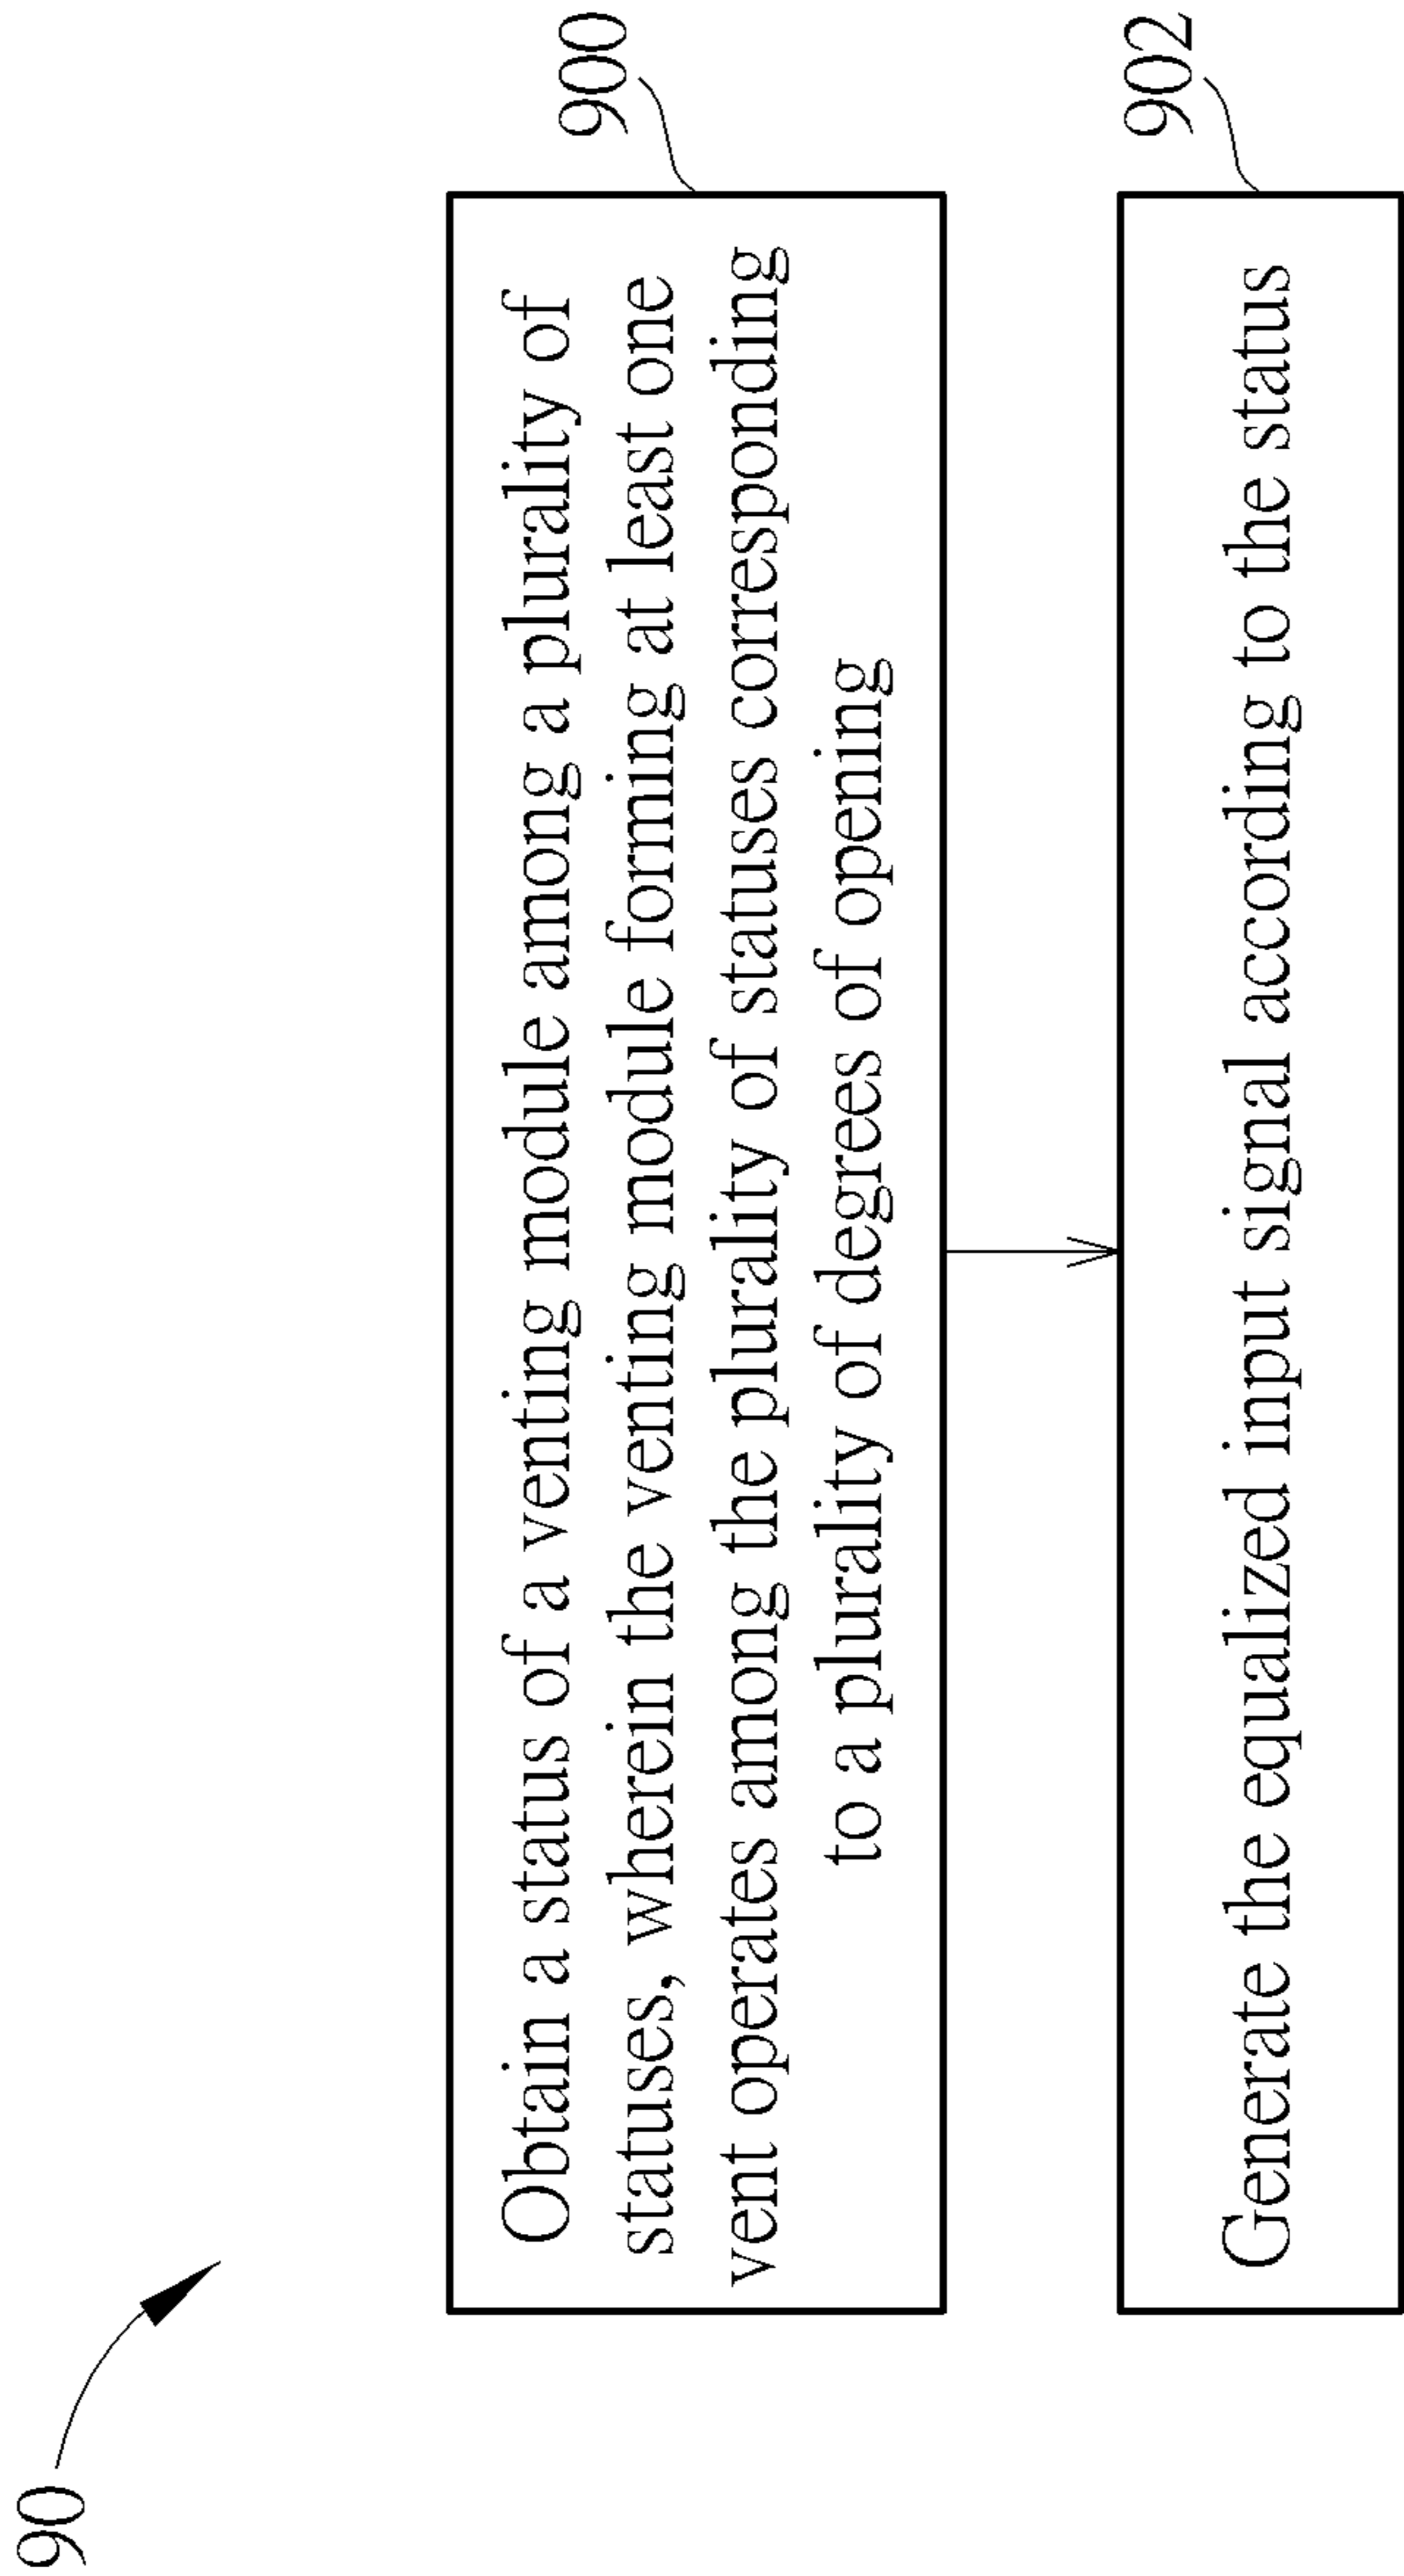 90
900
Obtain a status of a venting module among a plurality of
statuses, wherein the venting module forming at least one
vent operates among the plurality of statuses corresponding
to a plurality of degrees of opening
902
Generate the equalized input signal according to the status